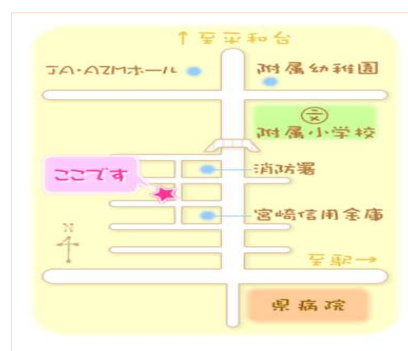 ↑至平和台
JA・AZMホール
附属幼稚園
文
附属小学校
消防署
ここです
宮崎信用金庫
N
至駅→
県病院